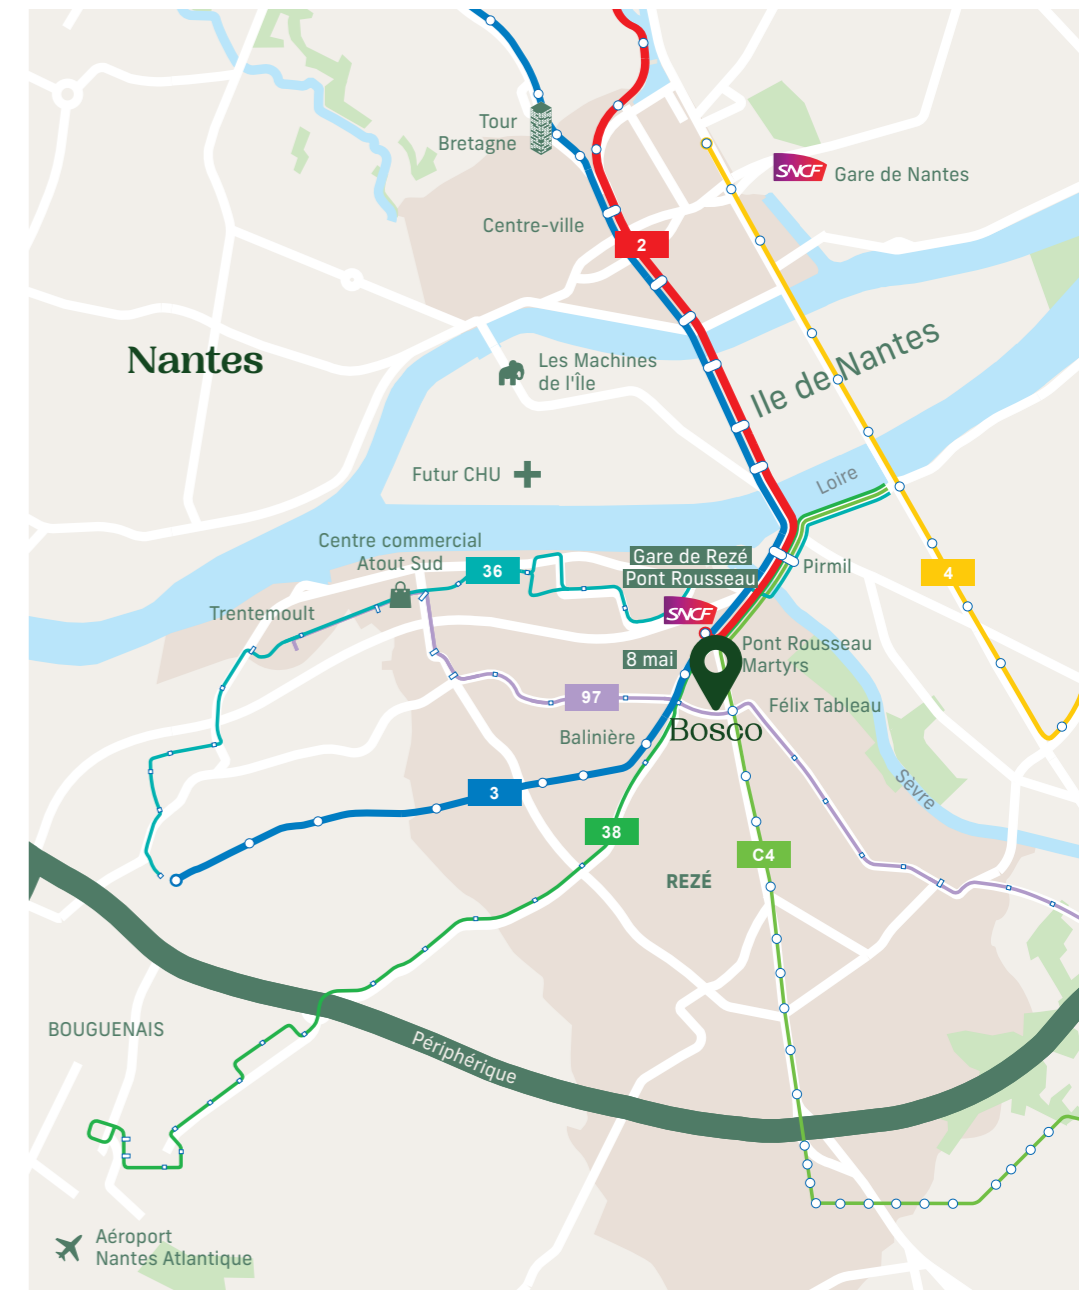 Tour
Bretagne
SNCF
Gare de Nantes
Centre-ville
2
Nantes
Les Machines
de l'Île
Ile de Nantes
Futur CHU
Loire
Centre commercial
Atout Sud
36
Gare de Rezé
Pont Rousseau
Pirmil
4
Trentemoult
SNCF
8 mai
Pont Rousseau
Martyrs
97
Félix Tableau
Balinière
Bosco
3
Sèvre
38
C4
REZÉ
BOUGUENAIS
Périphérique
Aéroport
Nantes Atlantique